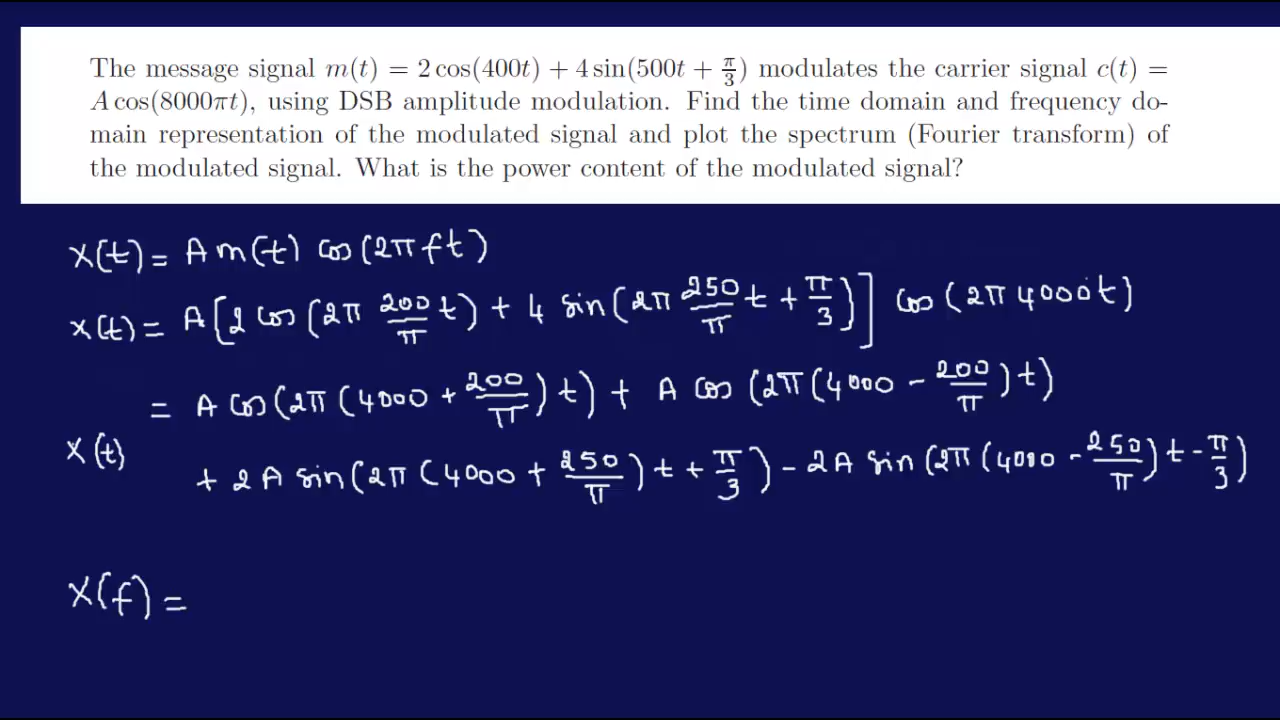 The message signal m(t) = 2 cos(400t) + 4 sin(500t + π/3) modulates the carrier signal c(t) =
A cos(8000πt), using DSB amplitude modulation. Find the time domain and frequency do-
main representation of the modulated signal and plot the spectrum (Fourier transform) of
the modulated signal. What is the power content of the modulated signal?
x(t) = A m(t) cos(2π f t)
x(t) = A[2 cos(2π 200/π t) + 4 sin(2π 250/π t + π/3)] cos(2π 4000t)
= A cos(2π(4000 + 200/π)t) + A cos(2π(4000 - 200/π)t)
x(t)
+ 2A sin(2π(4000 + 250/π)t + π/3) - 2A sin(2π(4000 - 250/π)t - π/3)
X(f) =